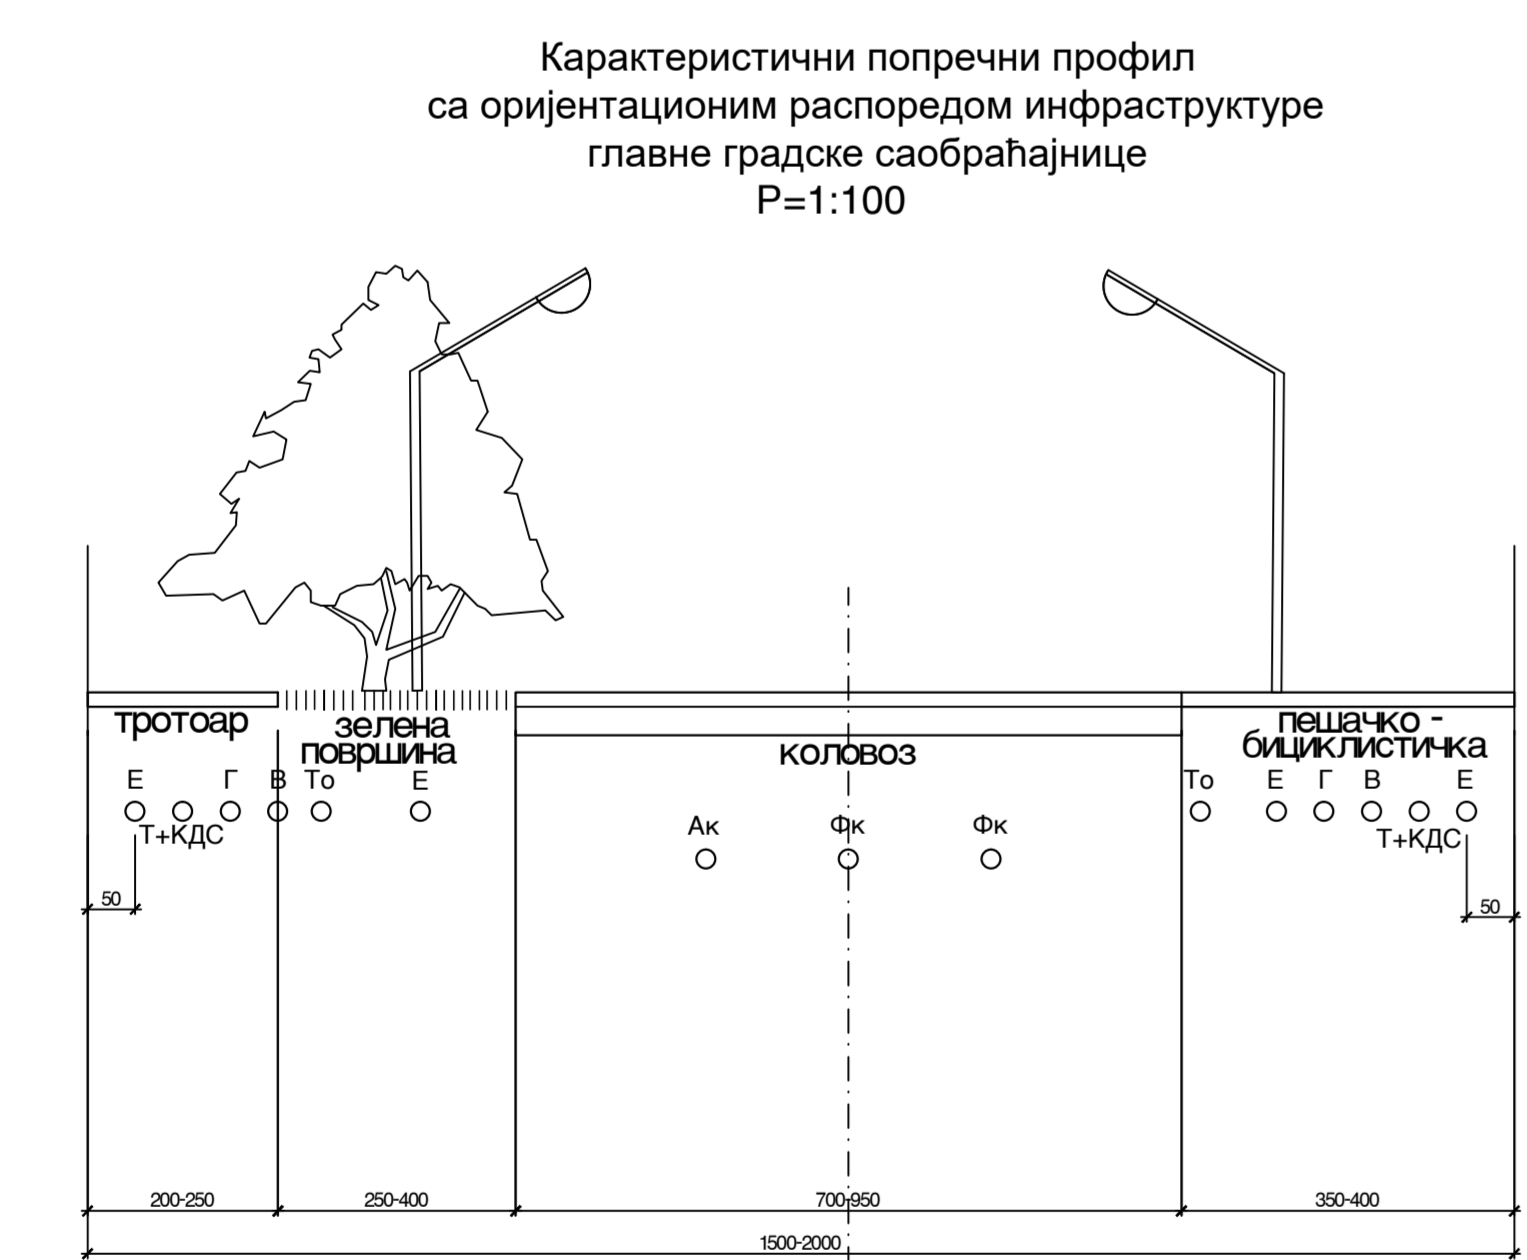 Карактеристични попречни профил
са оријентационим распоредом инфраструктуре
главне градске саобраћајнице
Р=1:100
тротоар
зелена
површина
коловоз
пешачко -
бициклистичка
Е Г В То Е
Т+КДС
Ак Фк Фк
То Е Г В Е
Т+КДС
50
50
200-250 250-400 700-950 350-400
1500-2000